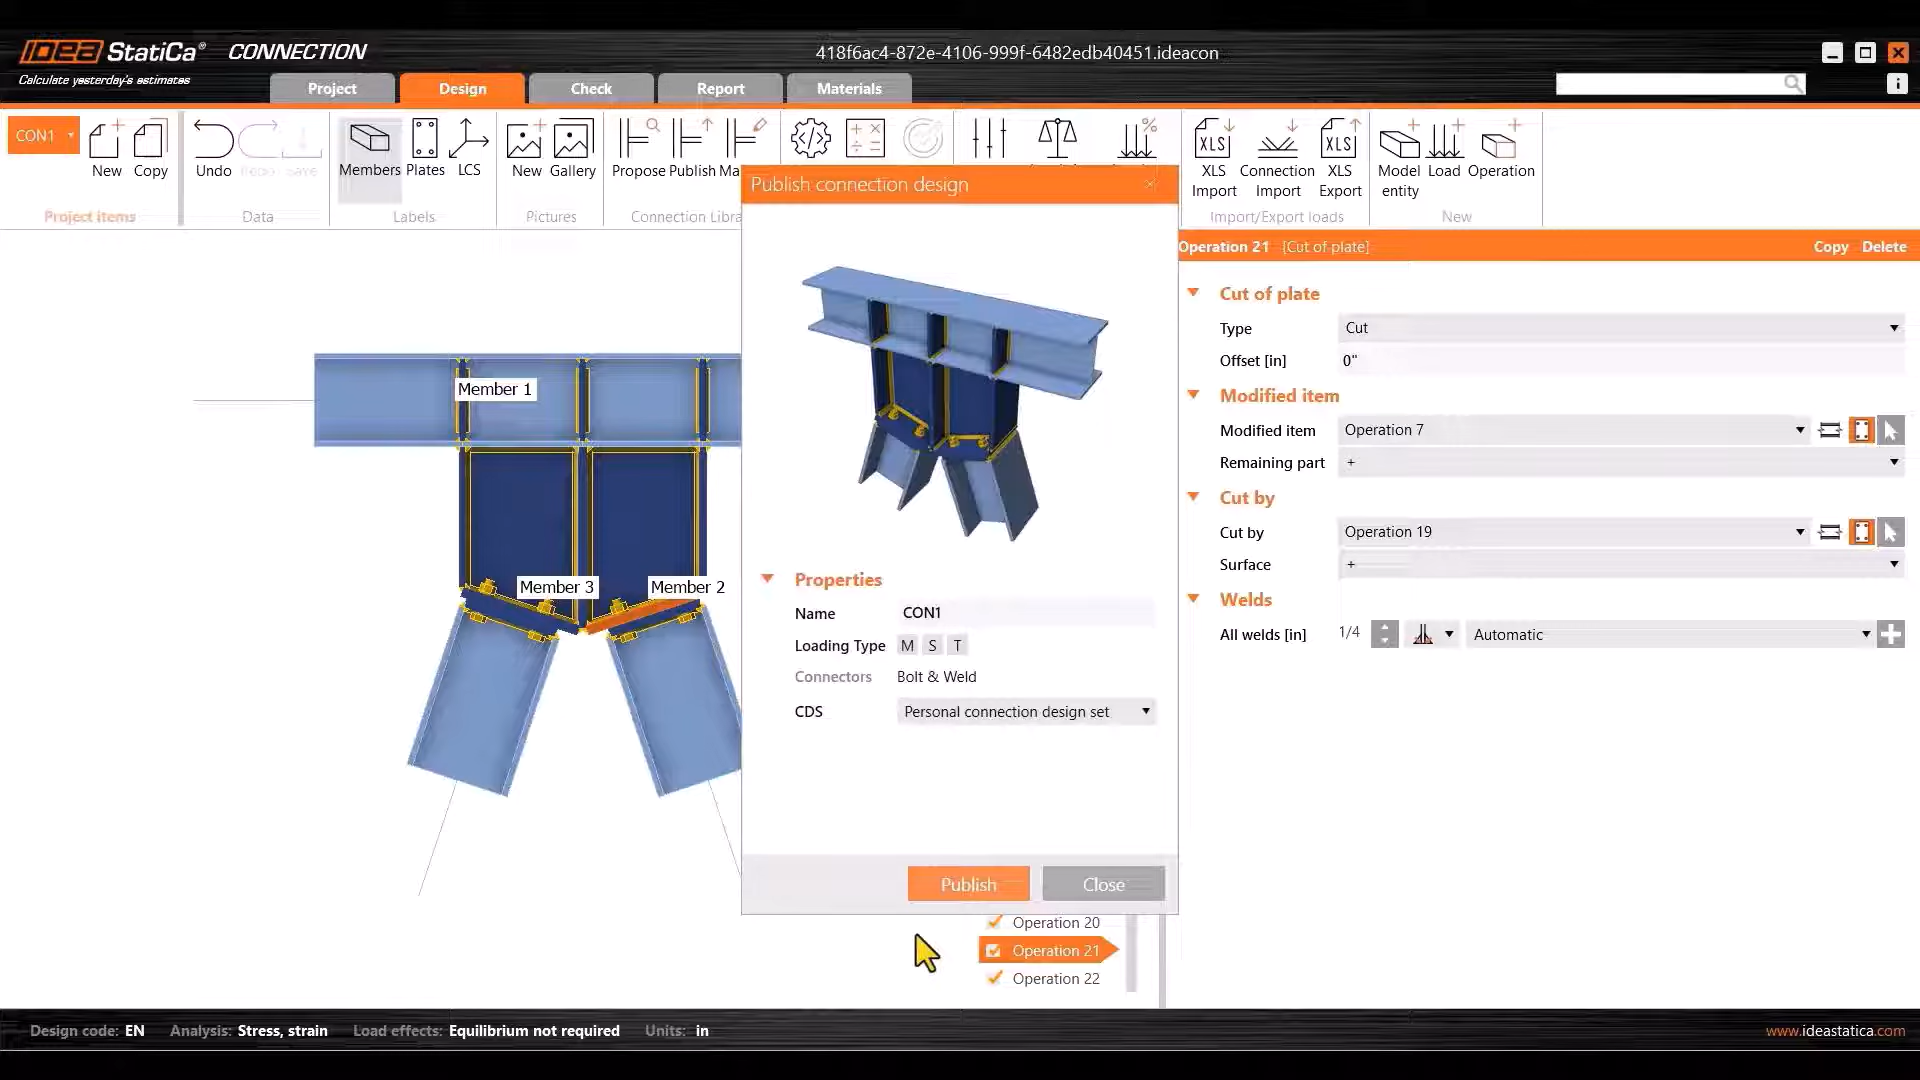 IDEA StatiCa® CONNECTION
Calculate yesterday's estimates
418f6ac4-872e-4106-999f-6482edb40451.ideacon
Project Design Check Report Materials
CON1
New Copy
Undo Redo Save
Members Plates LCS
New Gallery
Propose Publish Ma
XLS Import Connection Import XLS Export
Model entity Load Operation
Project items Data Labels Pictures Connection Libra Import/Export loads New
Publish connection design
Operation 21 [Cut of plate] Copy Delete
Cut of plate
Type Cut
Offset [in] 0"
Modified item
Modified item Operation 7
Remaining part +
Cut by
Cut by Operation 19
Surface +
Welds
All welds [in] 1/4 Automatic
Member 1
Member 3 Member 2
Properties
Name CON1
Loading Type M S T
Connectors Bolt & Weld
CDS Personal connection design set
Publish Close
Operation 20
Operation 21
Operation 22
Design code: EN Analysis: Stress, strain Load effects: Equilibrium not required Units: in
www.ideastatica.com